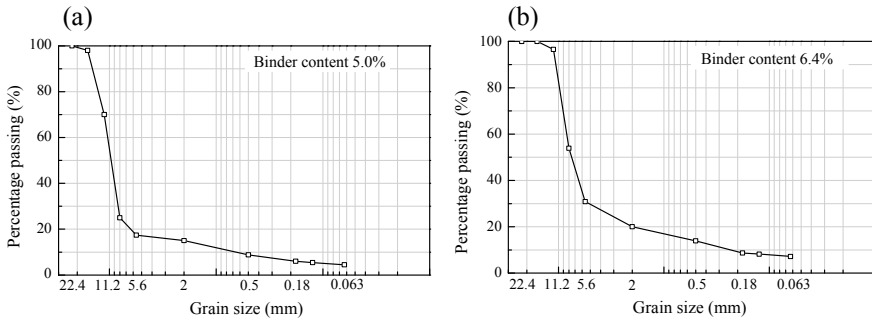 (a)
Binder content 5.0%
Percentage passing (%)
100
80
60
40
20
0
22.4 11.2 5.6 2 0.5 0.18 0.063
Grain size (mm)
(b)
Binder content 6.4%
Percentage passing (%)
100
80
60
40
20
0
22.4 11.2 5.6 2 0.5 0.18 0.063
Grain size (mm)